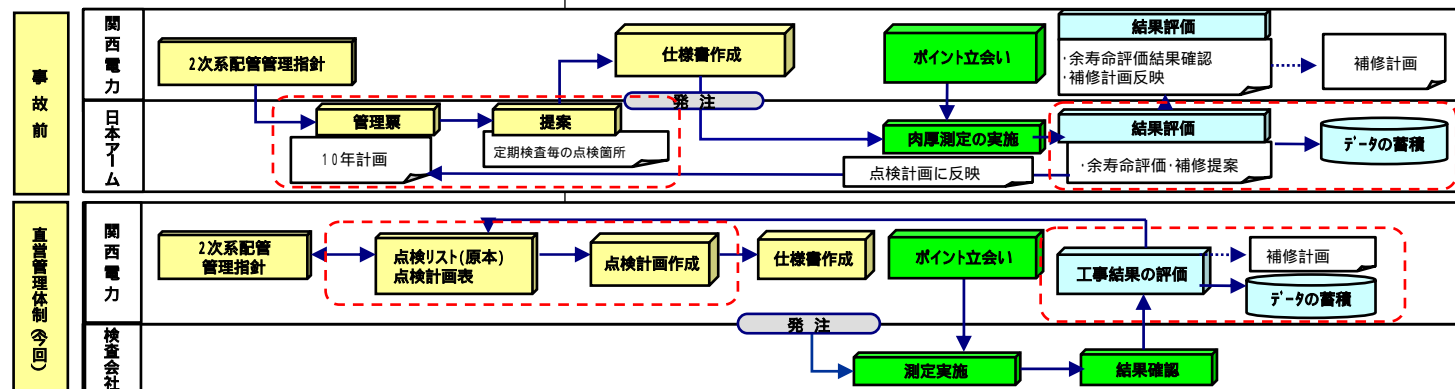 事故前
関西電力
2次系配管管理指針
仕様書作成
ポイント立会い
結果評価
・余寿命評価結果確認
・補修計画反映
補修計画
発 注
日本アーム
管理票
10年計画
提案
定期検査毎の点検箇所
肉厚測定の実施
点検計画に反映
結果評価
・余寿命評価・補修提案
データの蓄積
直営管理体制(今回)
関西電力
2次系配管
管理指針
点検リスト(原本)
点検計画表
点検計画作成
仕様書作成
ポイント立会い
工事結果の評価
補修計画
データの蓄積
発 注
検査会社
測定実施
結果確認